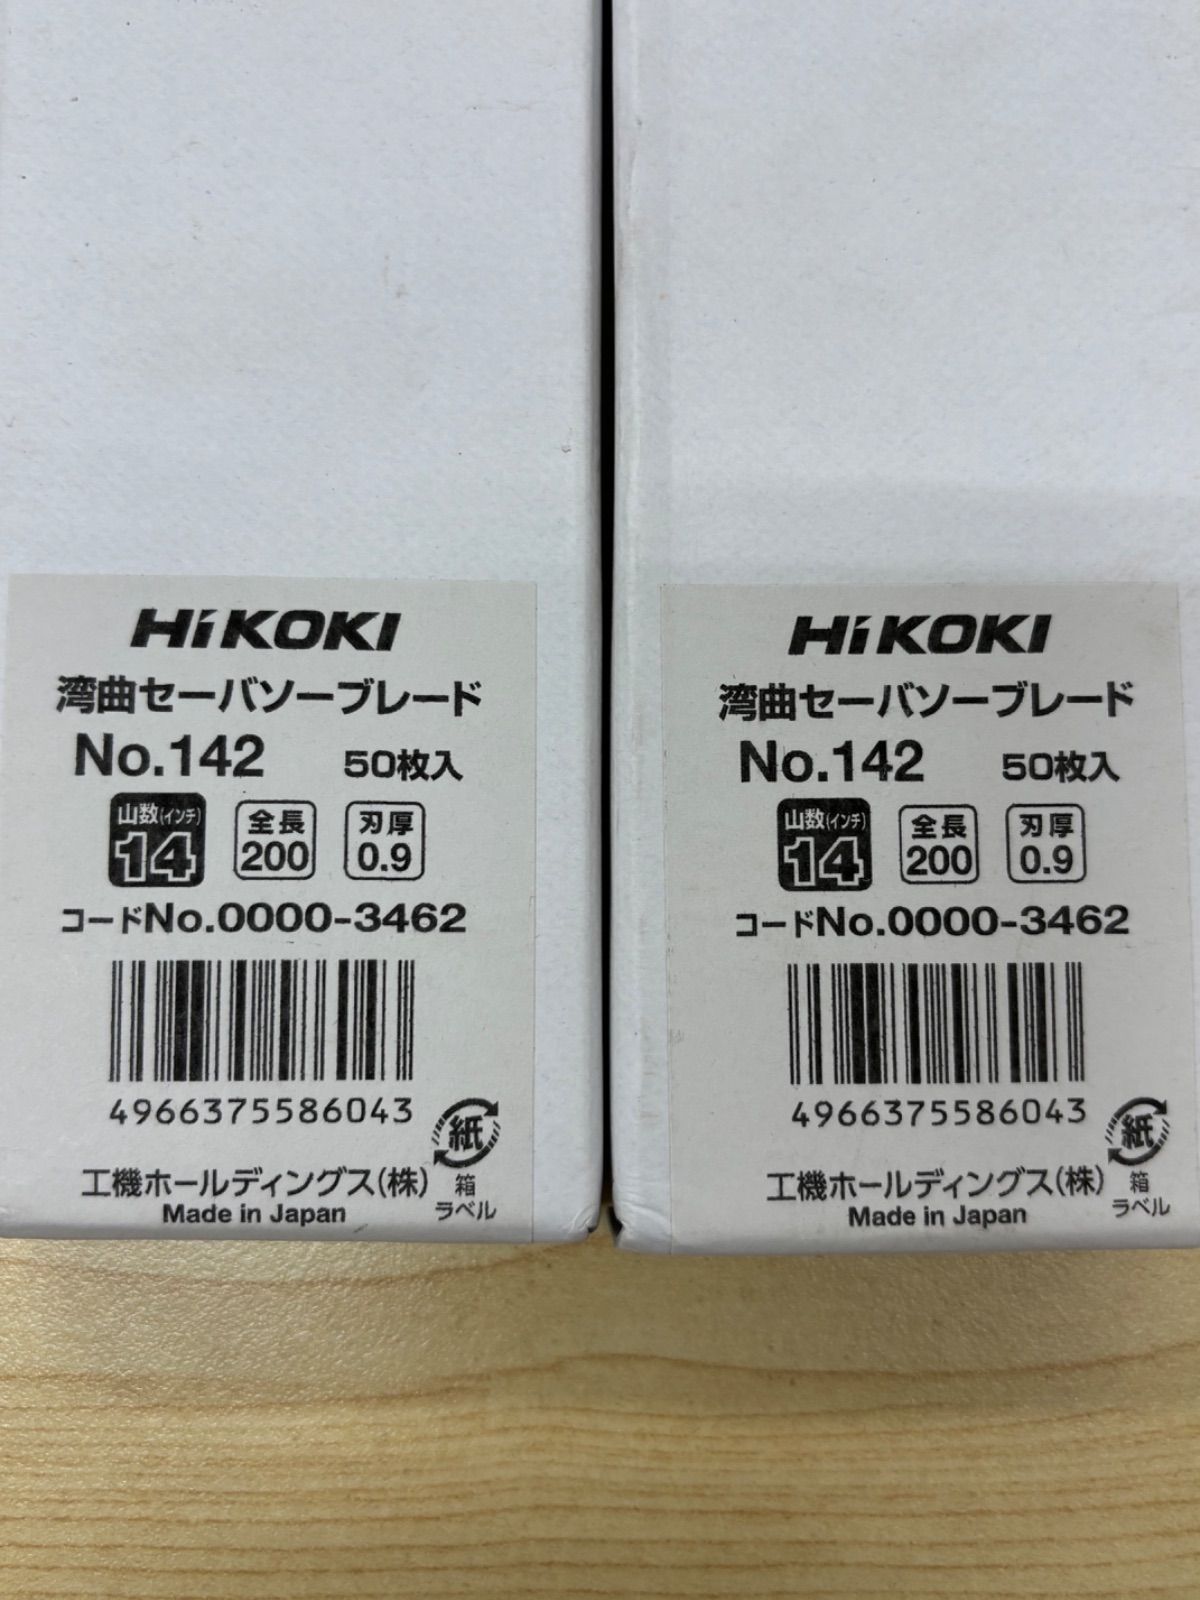 HiKOKI
湾曲セーバソーブレード
No.142 50枚入
山数(インチ) 全長 刃厚
14 200 0.9
コードNo.0000-3462
4966375586043
紙
工機ホールディングス(株) 箱
Made in Japan ラベル
HiKOKI
湾曲セーバソーブレード
No.142 50枚入
山数(インチ) 全長 刃厚
14 200 0.9
コードNo.0000-3462
4966375586043
紙
工機ホールディングス(株) 箱
Made in Japan ラベル